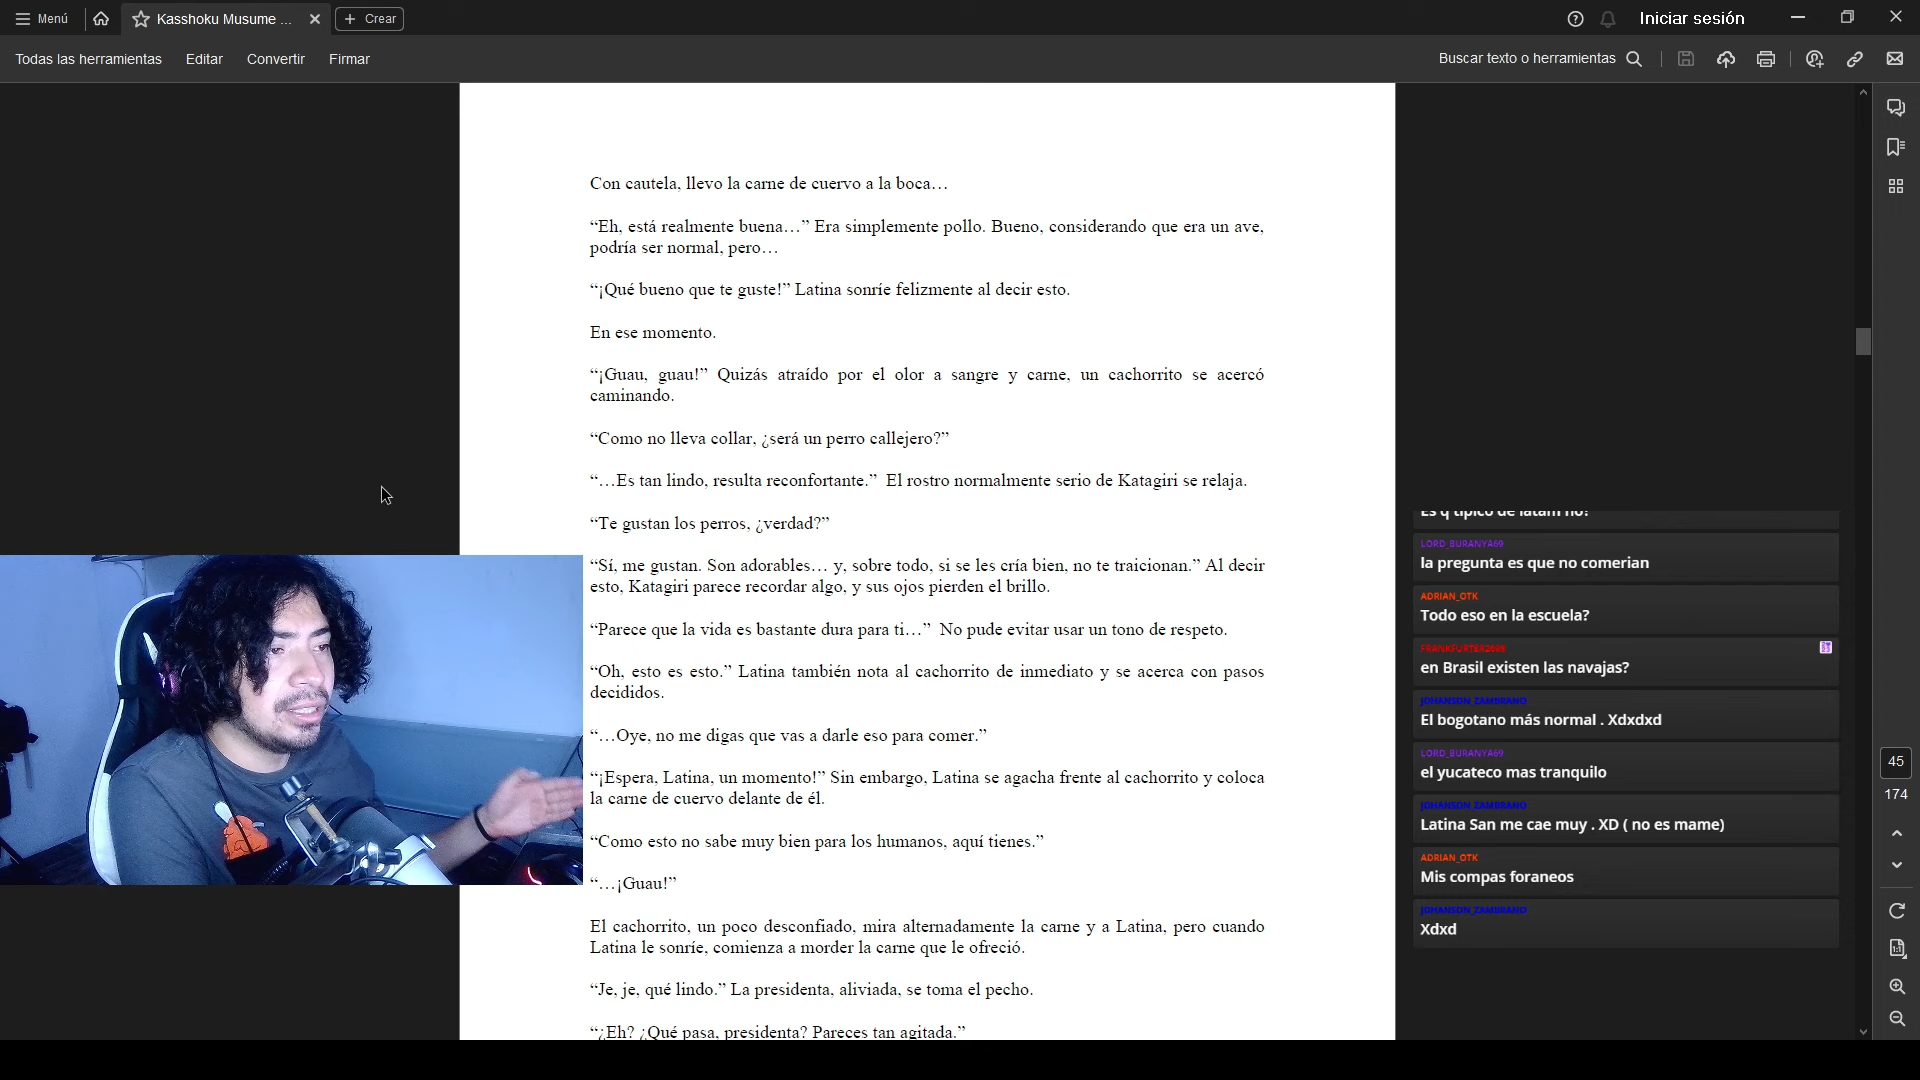 Menú
Kasshoku Musume ...
Crear
Iniciar sesión
Todas las herramientas
Editar
Convertir
Firmar
Buscar texto o herramientas
Con cautela, llevo la carne de cuervo a la boca…
“Eh, está realmente buena…” Era simplemente pollo. Bueno, considerando que era un ave,
podría ser normal, pero…
“¡Qué bueno que te guste!” Latina sonríe felizmente al decir esto.
En ese momento.
“¡Guau, guau!” Quizás atraído por el olor a sangre y carne, un cachorrito se acercó
caminando.
“Como no lleva collar, ¿será un perro callejero?”
“…Es tan lindo, resulta reconfortante.” El rostro normalmente serio de Katagiri se relaja.
“Te gustan los perros, ¿verdad?”
“Sí, me gustan. Son adorables… y, sobre todo, si se les cría bien, no te traicionan.” Al decir
esto, Katagiri parece recordar algo, y sus ojos pierden el brillo.
“Parece que la vida es bastante dura para ti…” No pude evitar usar un tono de respeto.
“Oh, esto es esto.” Latina también nota al cachorrito de inmediato y se acerca con pasos
decididos.
“…Oye, no me digas que vas a darle eso para comer.”
“¡Espera, Latina, un momento!” Sin embargo, Latina se agacha frente al cachorrito y coloca
la carne de cuervo delante de él.
“Como esto no sabe muy bien para los humanos, aquí tienes.”
“…¡Guau!”
El cachorrito, un poco desconfiado, mira alternadamente la carne y a Latina, pero cuando
Latina le sonríe, comienza a morder la carne que le ofreció.
“Je, je, qué lindo.” La presidenta, aliviada, se toma el pecho.
“¿Eh? ¿Qué pasa, presidenta? Pareces tan agitada.”
Es q tipico de latam no?
LORD_BURANYA69
la pregunta es que no comerian
ADRIAN_OTK
Todo eso en la escuela?
en Brasil existen las navajas?
JOHANSON_ZAMBRANO
El bogotano más normal . Xdxdxd
LORD_BURANYA69
el yucateco mas tranquilo
JOHANSON_ZAMBRANO
Latina San me cae muy . XD ( no es mame)
ADRIAN_OTK
Mis compas foraneos
JOHANSON_ZAMBRANO
Xdxd
45
174